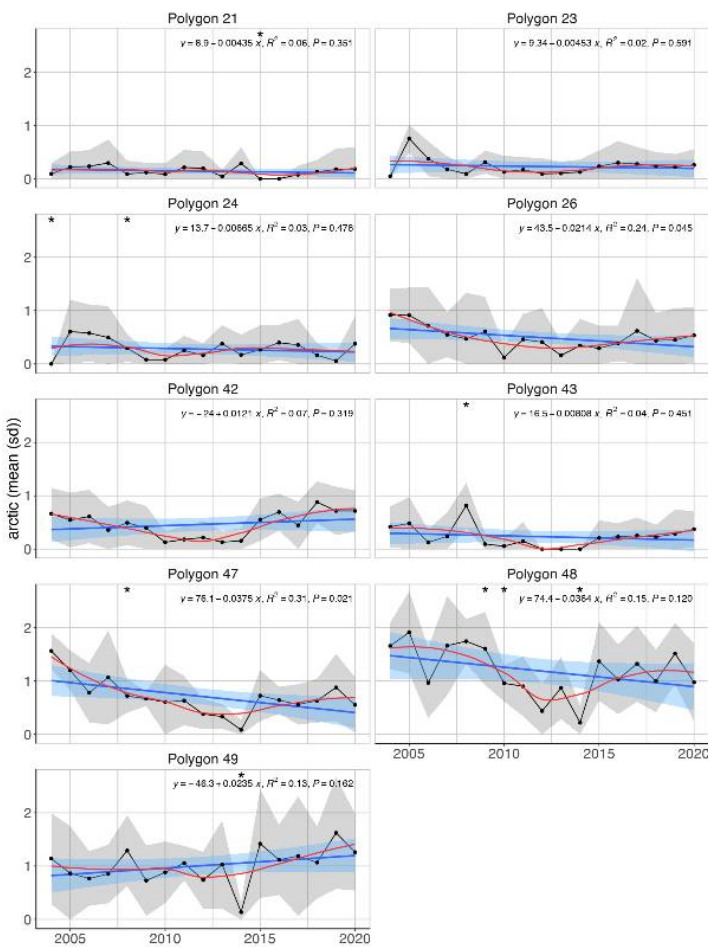 Polygon 21
Polygon 23
*
y = 8.9 − 0.00435 x, R² = 0.06, P = 0.351
y = 9.34 − 0.00453 x, R² = 0.02, P = 0.591
2
1
0
Polygon 24
Polygon 26
* *
y = 13.7 − 0.00665 x, R² = 0.03, P = 0.476
y = 43.5 − 0.0214 x, R² = 0.24, P = 0.045
2
1
0
Polygon 42
Polygon 43
*
y = −24 + 0.0121 x, R² = 0.07, P = 0.319
y = 16.5 − 0.00808 x, R² = 0.04, P = 0.451
2
1
0
arctic (mean (sd))
Polygon 47
Polygon 48
* * * *
y = 76.1 − 0.0375 x, R² = 0.31, P = 0.021
y = 74.4 − 0.0364 x, R² = 0.15, P = 0.120
2
1
0
2005 2010 2015 2020
Polygon 49
*
y = −46.3 + 0.0235 x, R² = 0.13, P = 0.162
2
1
0
2005 2010 2015 2020